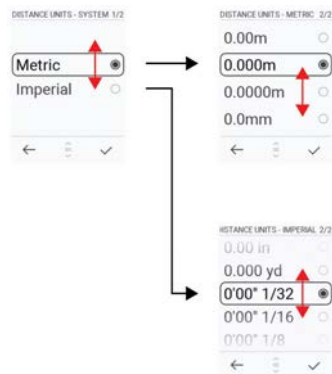 DISTANCE UNITS - SYSTEM 1/2
Metric
Imperial
DISTANCE UNITS - METRIC 2/2
0.00m
0.000m
0.0000m
0.0mm
ISTANCE UNITS - IMPERIAL 2/2
0.00 in
0.000 yd
0'00" 1/32
0'00" 1/16
0'00" 1/8